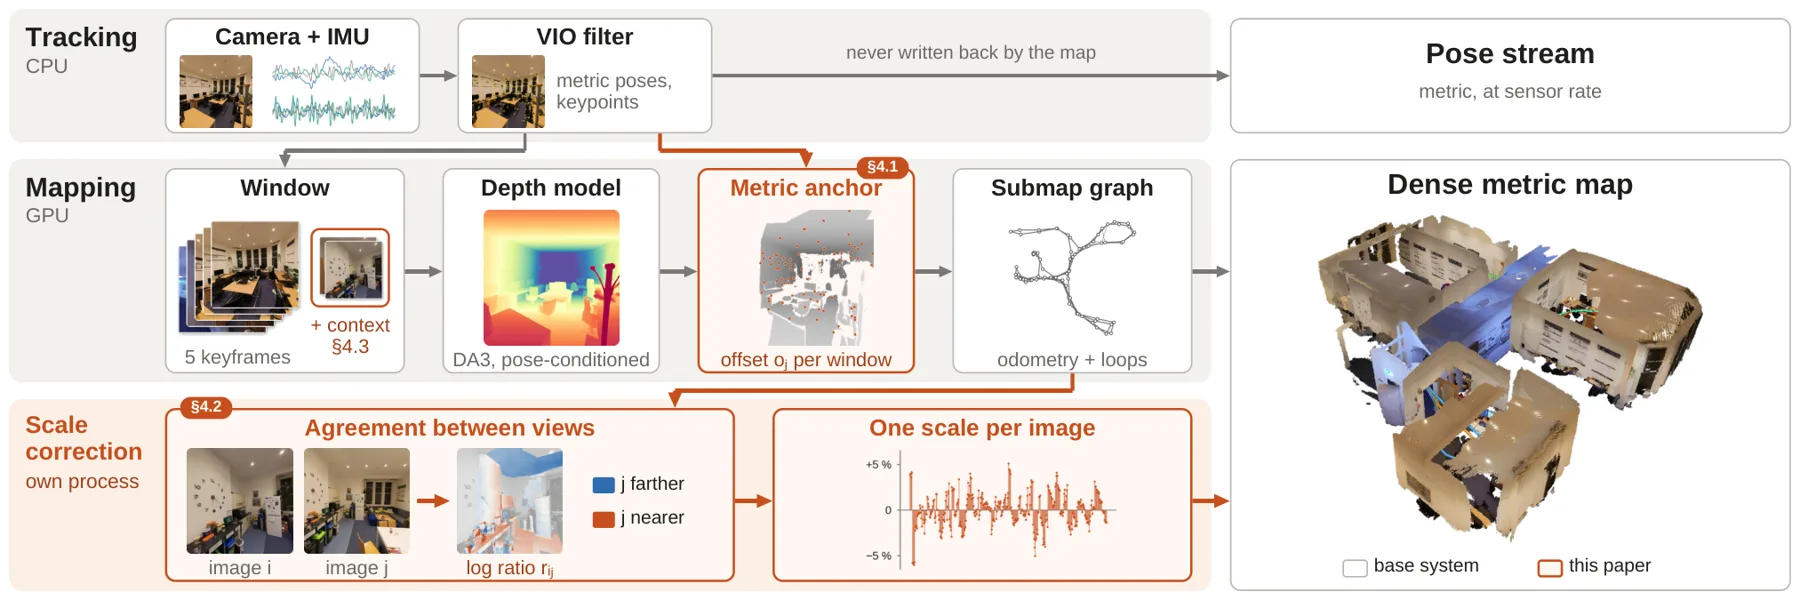 Tracking
CPU
Camera + IMU
VIO filter
metric poses,
keypoints
never written back by the map
Pose stream
metric, at sensor rate
Mapping
GPU
Window
5 keyframes
+ context
§4.3
Depth model
DA3, pose-conditioned
§4.1
Metric anchor
offset oⱼ per window
Submap graph
odometry + loops
Dense metric map
base system
this paper
Scale
correction
own process
§4.2
Agreement between views
image i
image j
log ratio rᵢⱼ
j farther
j nearer
One scale per image
+5 %
0
−5 %